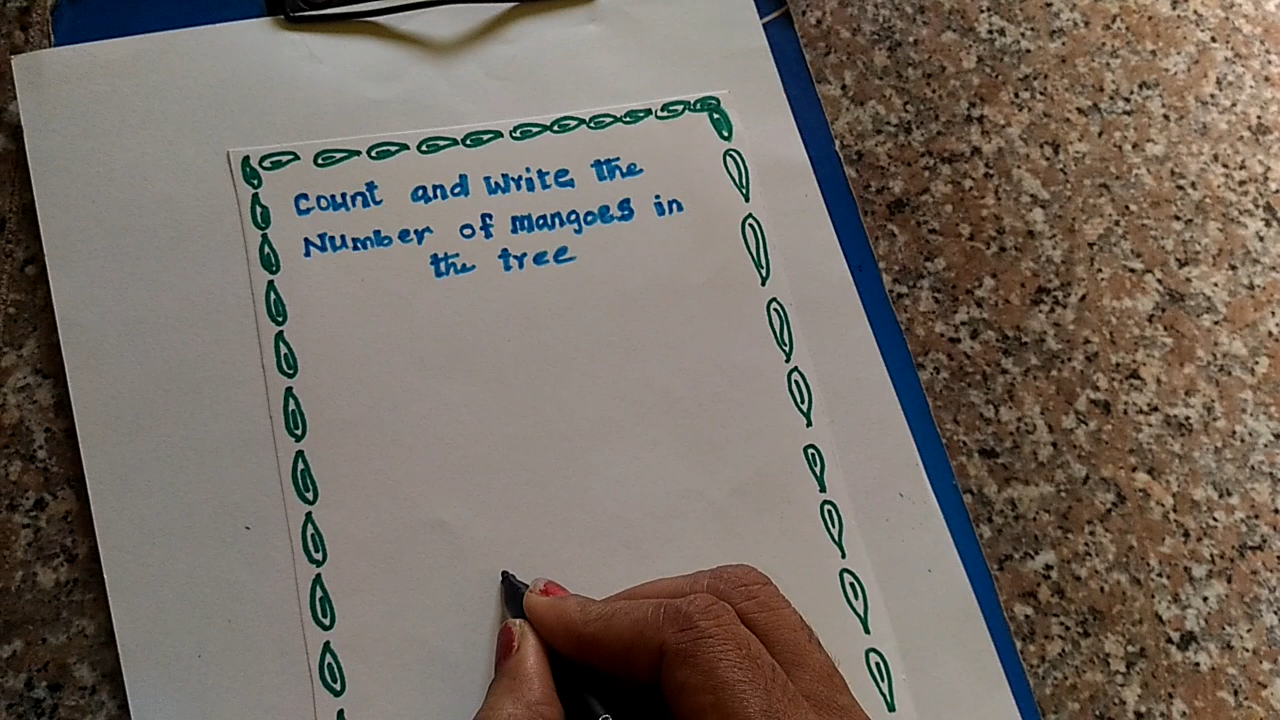 Count and Write the
Number of mangoes in
the tree